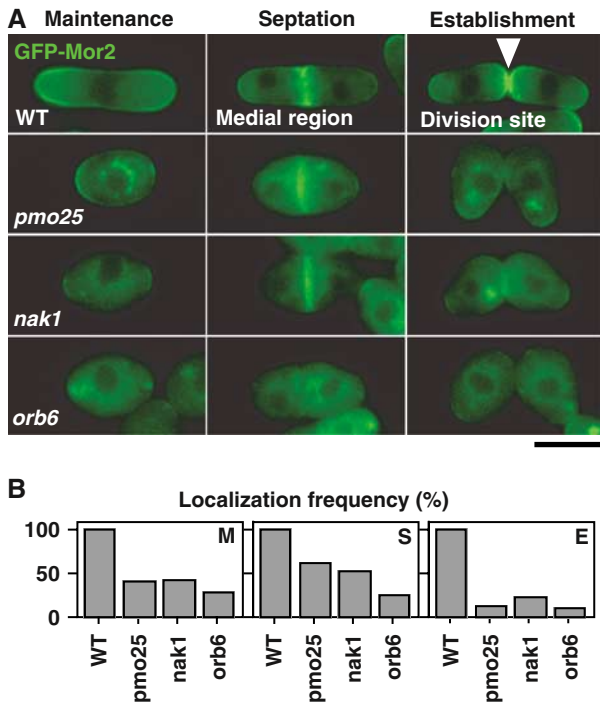 A
Maintenance
Septation
Establishment
GFP-Mor2
WT
Medial region
Division site
pmo25
nak1
orb6
B
Localization frequency (%)
100
50
0
M
S
E
WT
pmo25
nak1
orb6
WT
pmo25
nak1
orb6
WT
pmo25
nak1
orb6